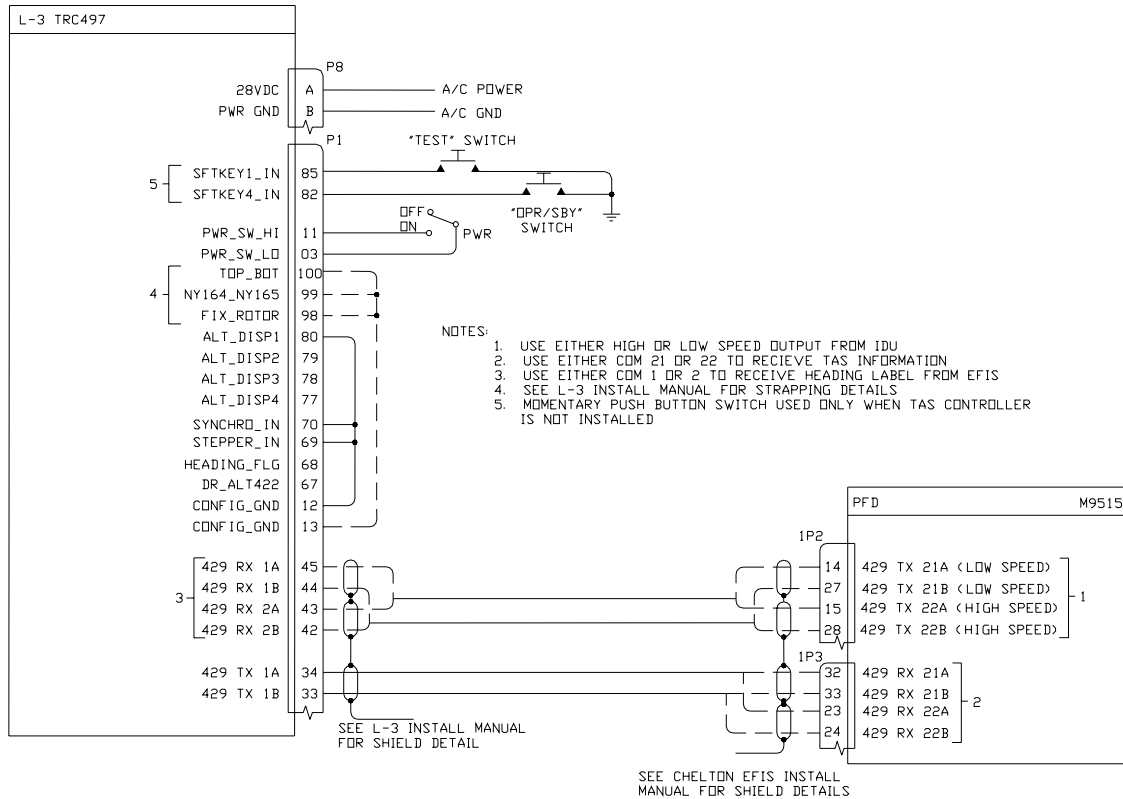 L-3 TRC497
P8
28VDC A A/C POWER
PWR GND B A/C GND
P1
"TEST" SWITCH
5 SFTKEY1_IN 85
SFTKEY4_IN 82
"OPR/SBY"
SWITCH
OFF
ON
PWR
PWR_SW_HI 11
PWR_SW_LO 03
4 TOP_BOT 100
NY164_NY165 99
FIX_ROTOR 98
ALT_DISP1 80
ALT_DISP2 79
ALT_DISP3 78
ALT_DISP4 77
SYNCHRO_IN 70
STEPPER_IN 69
HEADING_FLG 68
DR_ALT422 67
CONFIG_GND 12
CONFIG_GND 13
NOTES:
1. USE EITHER HIGH OR LOW SPEED OUTPUT FROM IDU
2. USE EITHER COM 21 OR 22 TO RECIEVE TAS INFORMATION
3. USE EITHER COM 1 OR 2 TO RECEIVE HEADING LABEL FROM EFIS
4. SEE L-3 INSTALL MANUAL FOR STRAPPING DETAILS
5. MOMENTARY PUSH BUTTON SWITCH USED ONLY WHEN TAS CONTROLLER
IS NOT INSTALLED
3 429 RX 1A 45
429 RX 1B 44
429 RX 2A 43
429 RX 2B 42
429 TX 1A 34
429 TX 1B 33
SEE L-3 INSTALL MANUAL
FOR SHIELD DETAIL
PFD M9515
1P2
14 429 TX 21A (LOW SPEED)
27 429 TX 21B (LOW SPEED)
15 429 TX 22A (HIGH SPEED)
28 429 TX 22B (HIGH SPEED)
1
1P3
32 429 RX 21A
33 429 RX 21B
23 429 RX 22A
24 429 RX 22B
2
SEE CHELTON EFIS INSTALL
MANUAL FOR SHIELD DETAILS